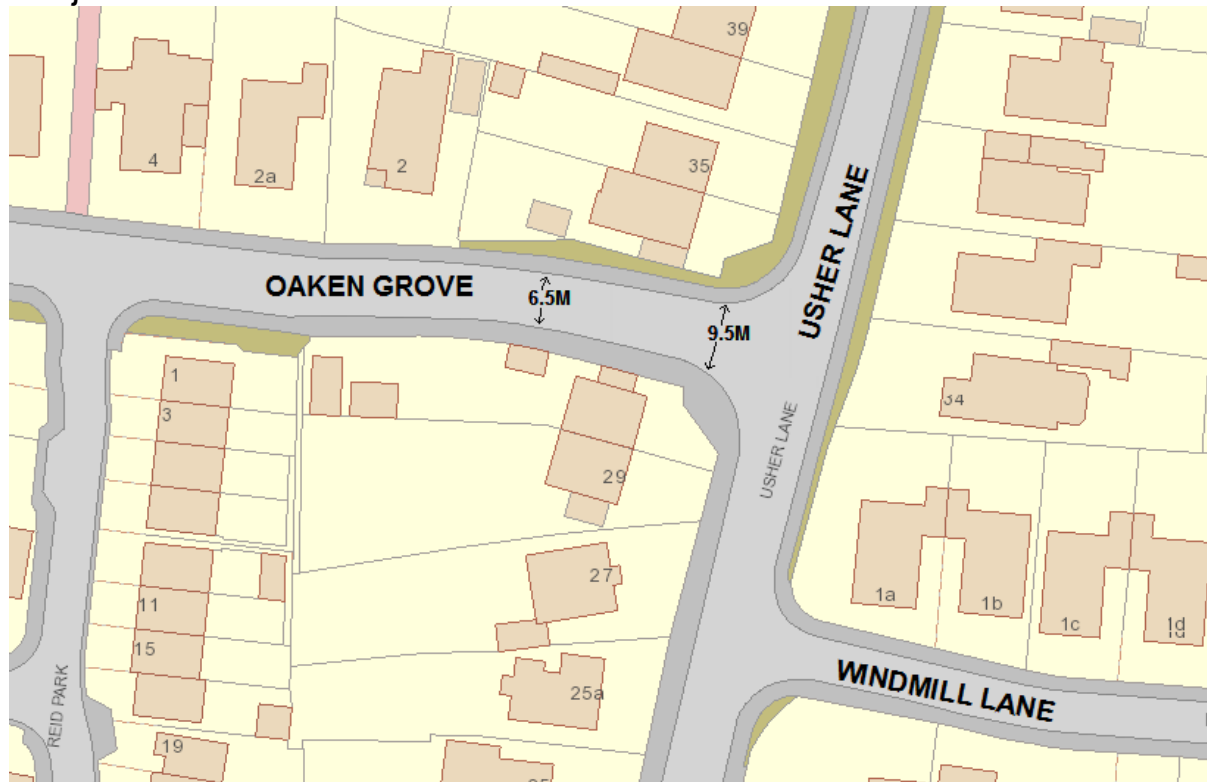 39
35
4
2a
2
OAKEN GROVE
6.5M
9.5M
USHER LANE
USHER LANE
1
3
34
29
27
25a
11
15
19
1a
1b
1c
1d
WINDMILL LANE
REID PARK